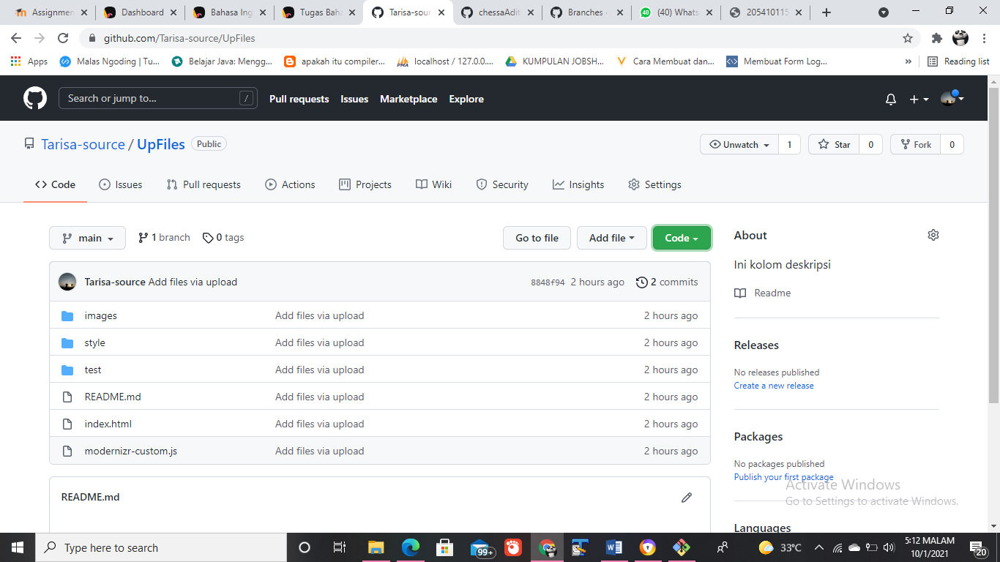 Assignmen
Dashboard
Bahasa Ing
Tugas Baha
Tarisa-sour
chessaAdit
Branches ·
(40) Whats
205410115
github.com/Tarisa-source/UpFiles
Apps
Malas Ngoding | Tu...
Belajar Java: Mengg...
apakah itu compiler...
localhost / 127.0.0....
KUMPULAN JOBSH...
Cara Membuat dan...
Membuat Form Log...
»
Reading list
Search or jump to... /
Pull requests
Issues
Marketplace
Explore
Tarisa-source / UpFiles Public
Unwatch 1
Star 0
Fork 0
Code
Issues
Pull requests
Actions
Projects
Wiki
Security
Insights
Settings
main
1 branch
0 tags
Go to file
Add file
Code
Tarisa-source Add files via upload 8848f94 2 hours ago 2 commits
images Add files via upload 2 hours ago
style Add files via upload 2 hours ago
test Add files via upload 2 hours ago
README.md Add files via upload 2 hours ago
index.html Add files via upload 2 hours ago
modernizr-custom.js Add files via upload 2 hours ago
README.md
About
Ini kolom deskripsi
Readme
Releases
No releases published
Create a new release
Packages
No packages published
Publish your first package
Languages
Activate Windows
Go to Settings to activate Windows.
Type here to search
99+
33°C
5:12 MALAM
10/1/2021
20